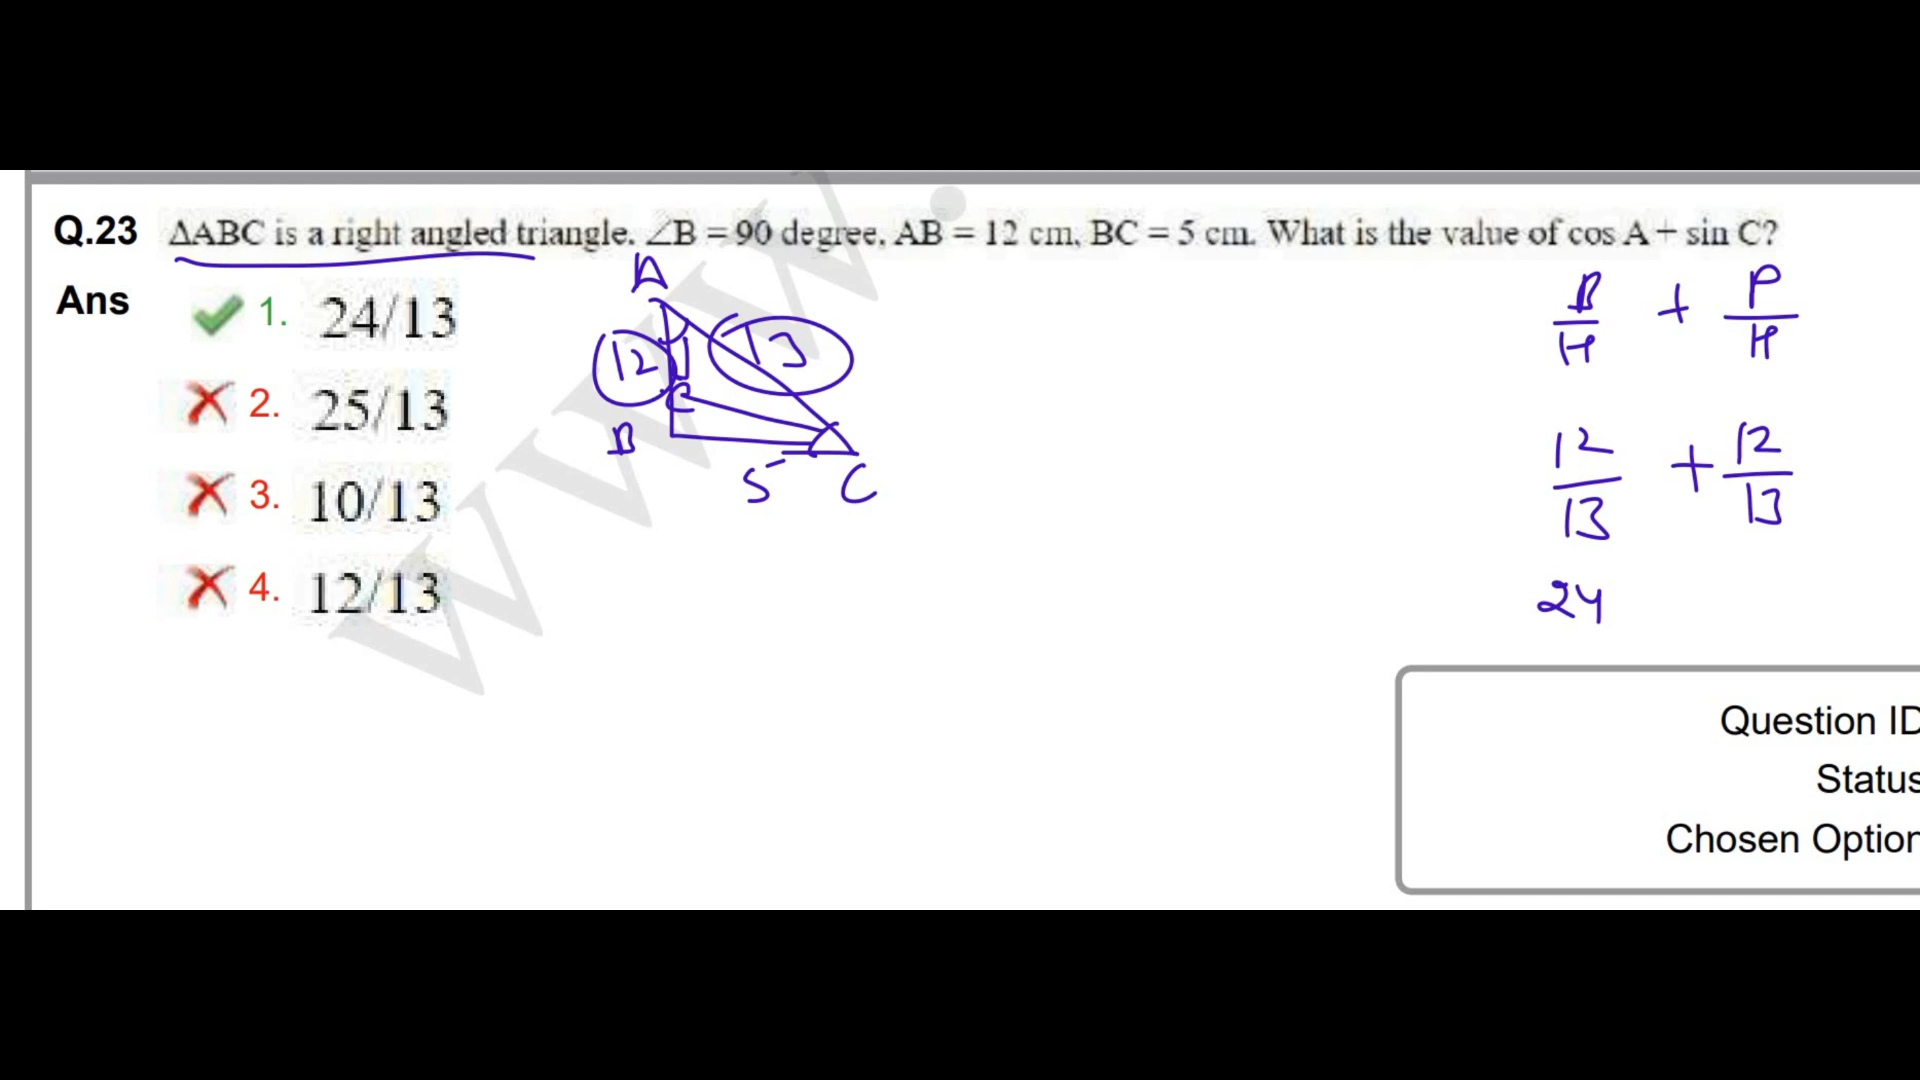 Q.23 ΔABC is a right angled triangle. ∠B = 90 degree, AB = 12 cm, BC = 5 cm. What is the value of cos A + sin C?
Ans 1. 24/13
2. 25/13
3. 10/13
4. 12/13
A
12 13
B
5 C
B/H + P/H
12/13 + 12/13
24
www.
Question ID
Status
Chosen Option